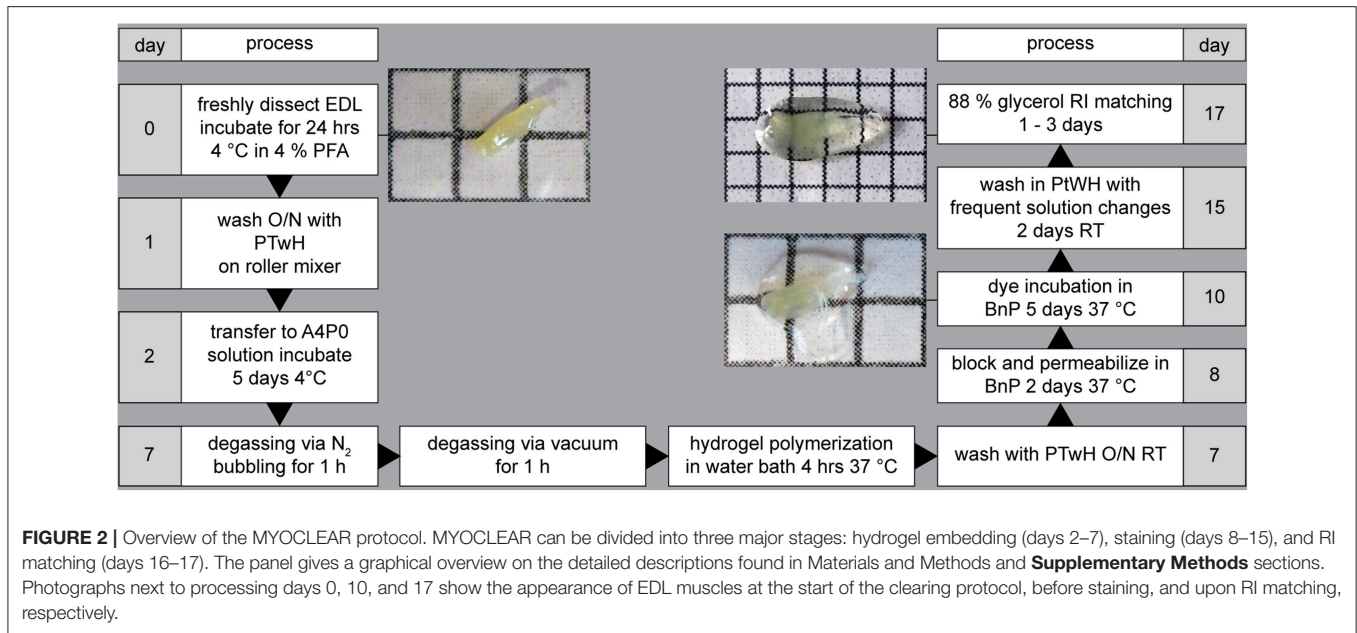 day
process
0
freshly dissect EDL
incubate for 24 hrs
4 °C in 4 % PFA
1
wash O/N with
PTwH
on roller mixer
2
transfer to A4P0
solution incubate
5 days 4°C
7
degassing via N2
bubbling for 1 h
degassing via vacuum
for 1 h
hydrogel polymerization
in water bath 4 hrs 37 °C
process
day
88 % glycerol RI matching
1 - 3 days
17
wash in PtWH with
frequent solution changes
2 days RT
15
dye incubation in
BnP 5 days 37 °C
10
block and permeabilize in
BnP 2 days 37 °C
8
wash with PTwH O/N RT
7
FIGURE 2 | Overview of the MYOCLEAR protocol. MYOCLEAR can be divided into three major stages: hydrogel embedding (days 2–7), staining (days 8–15), and RI
matching (days 16–17). The panel gives a graphical overview on the detailed descriptions found in Materials and Methods and Supplementary Methods sections.
Photographs next to processing days 0, 10, and 17 show the appearance of EDL muscles at the start of the clearing protocol, before staining, and upon RI matching,
respectively.